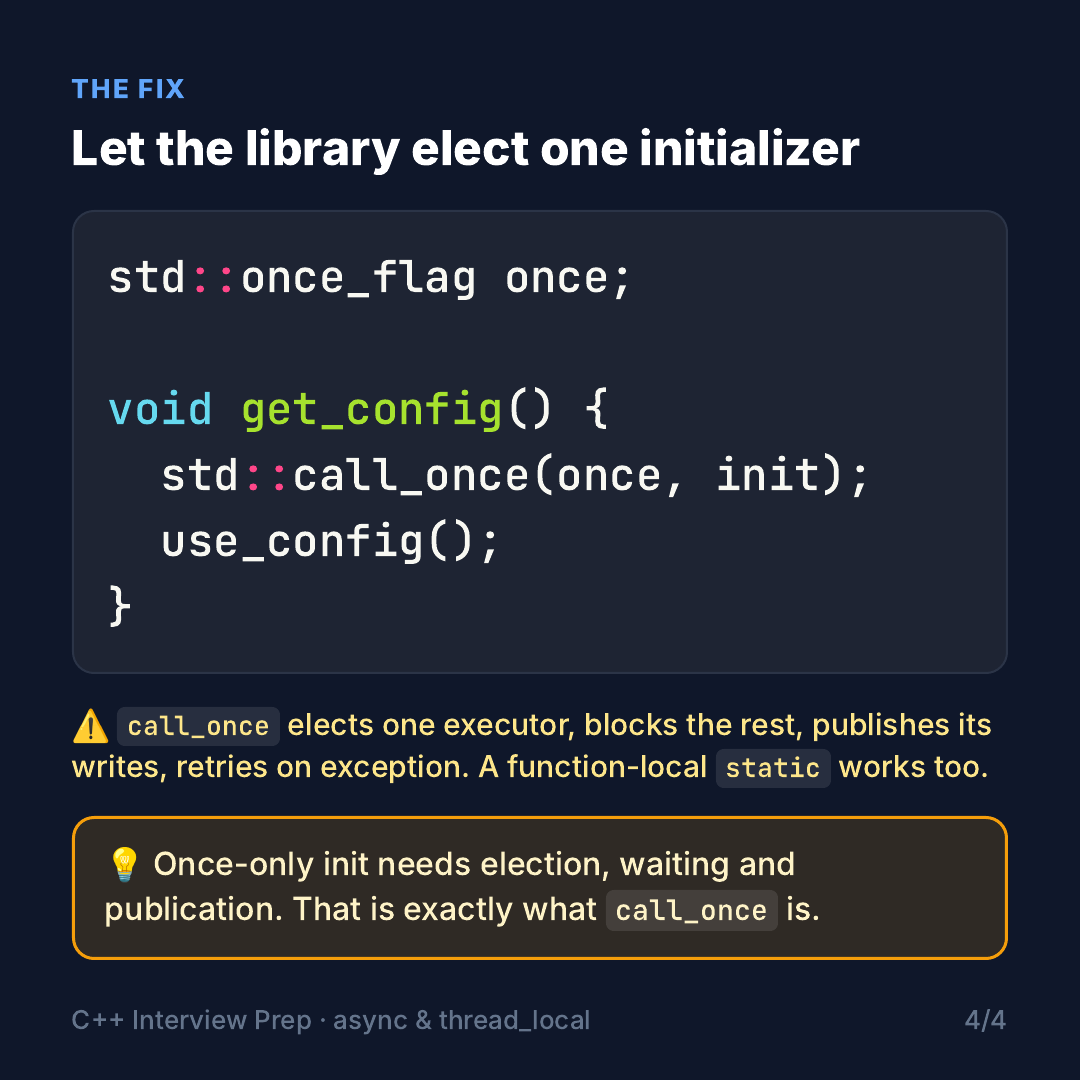 THE FIX
Let the library elect one initializer
std::once_flag once;
void get_config() {
  std::call_once(once, init);
  use_config();
}
⚠️ call_once elects one executor, blocks the rest, publishes its
writes, retries on exception. A function-local static works too.
💡 Once-only init needs election, waiting and
publication. That is exactly what call_once is.
C++ Interview Prep · async & thread_local
4/4